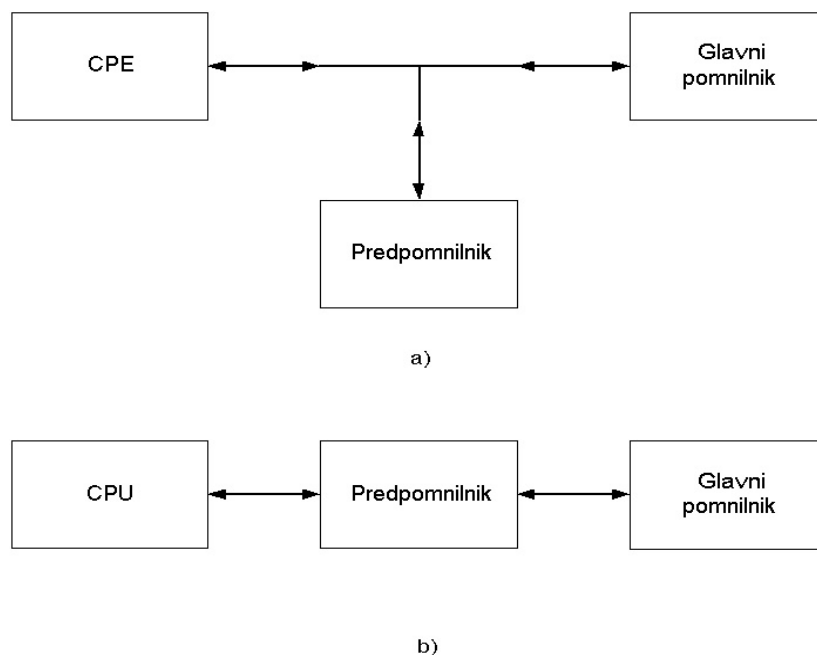 CPE
Glavni
pomnilnik
Predpomnilnik
a)
CPU
Predpomnilnik
Glavni
pomnilnik
b)